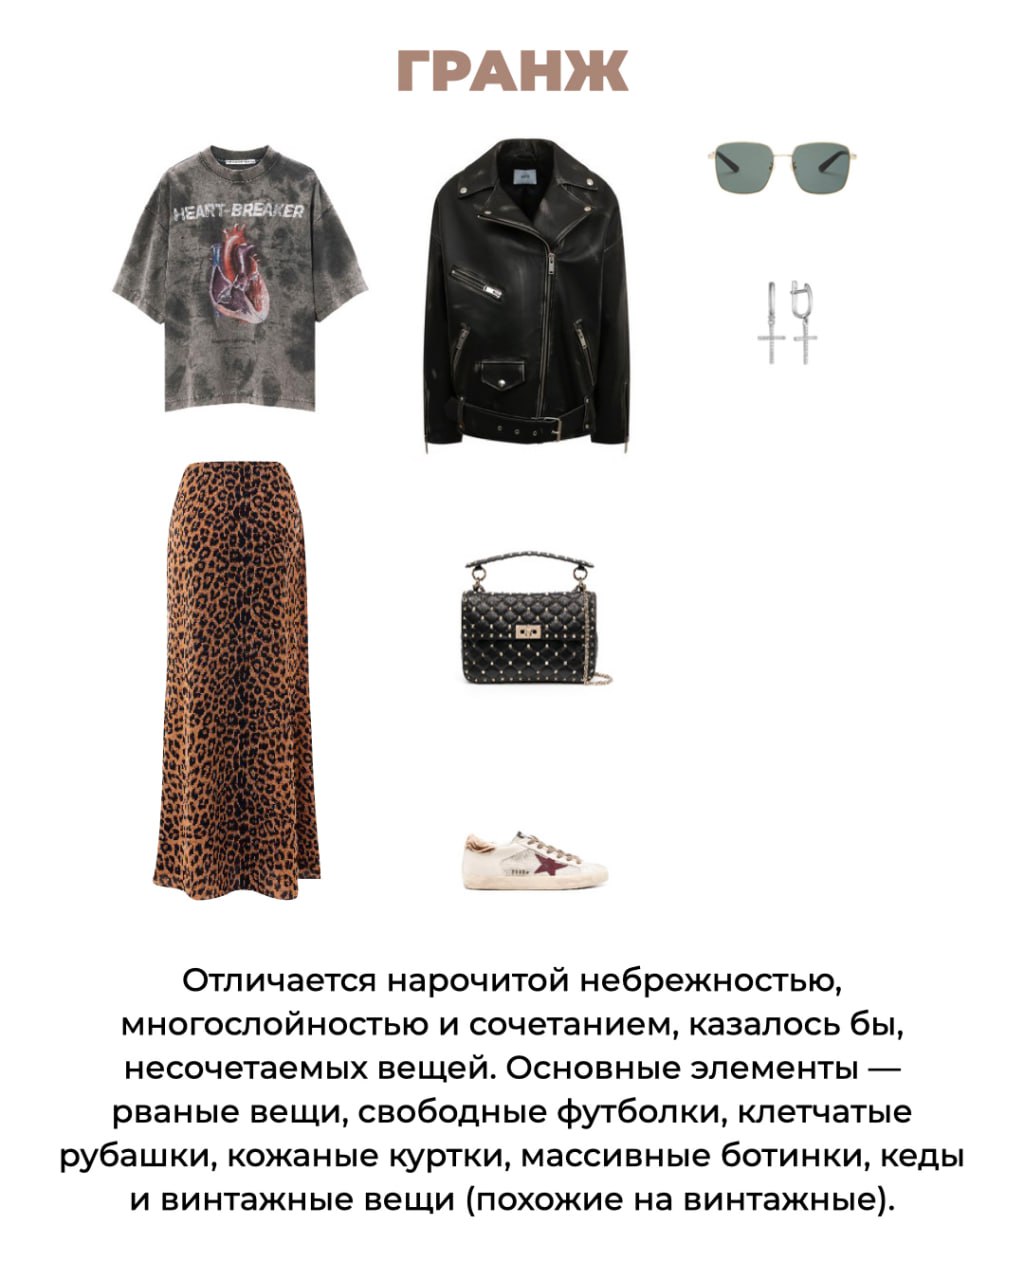 ГРАНЖ
HEART-BREAKER
Отличается нарочитой небрежностью,
многослойностью и сочетанием, казалось бы,
несочетаемых вещей. Основные элементы —
рваные вещи, свободные футболки, клетчатые
рубашки, кожаные куртки, массивные ботинки, кеды
и винтажные вещи (похожие на винтажные).